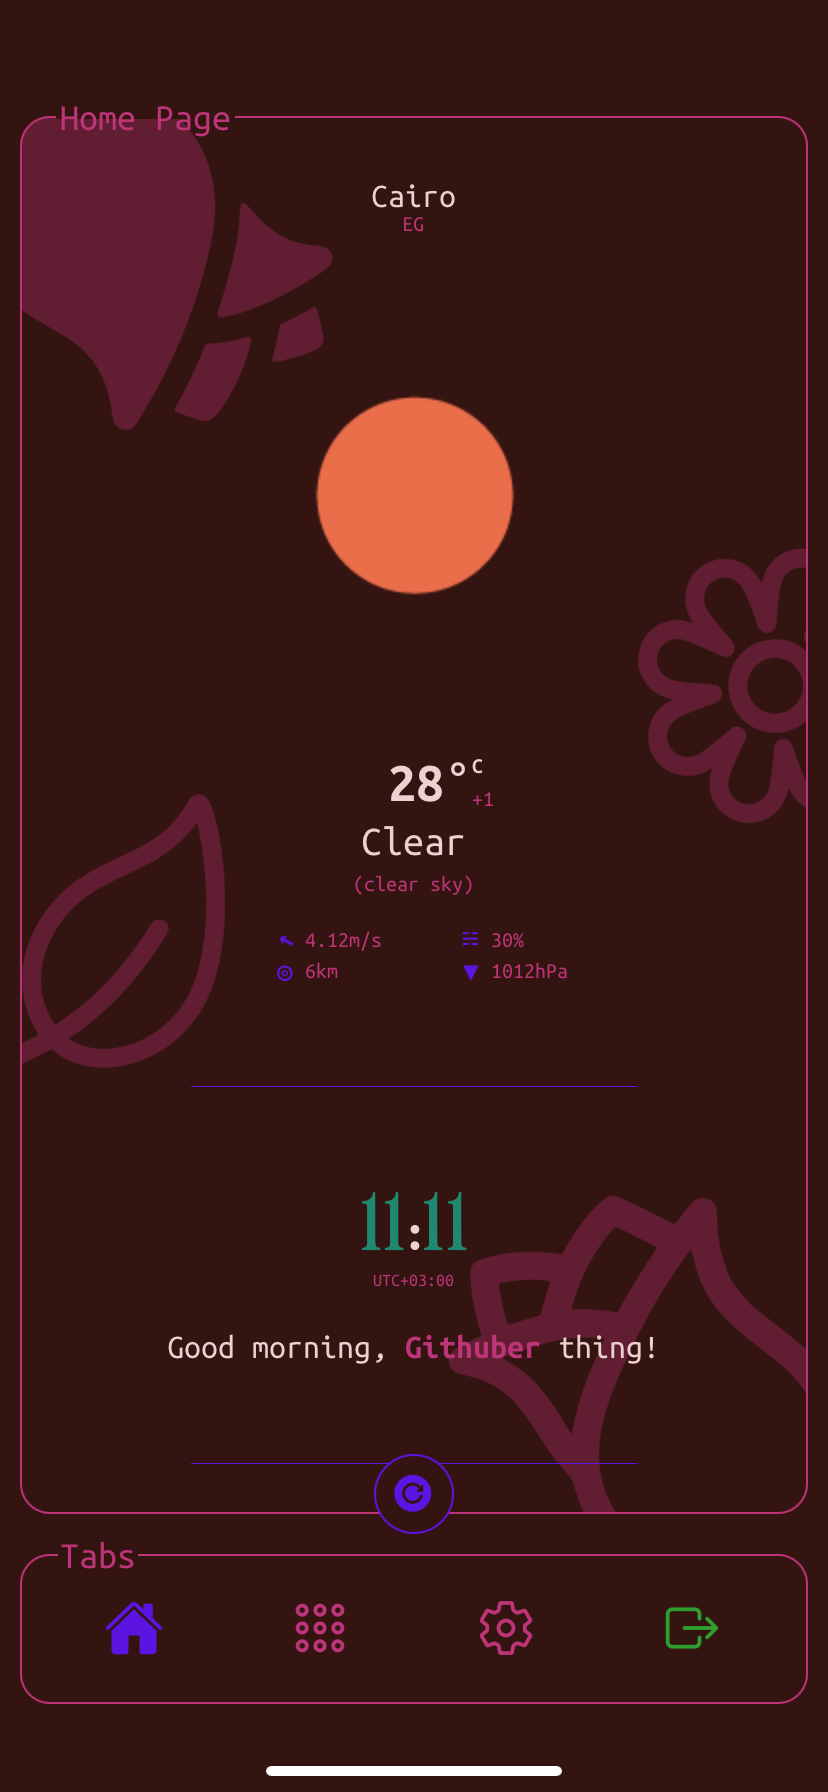 Home Page
Cairo
EG
28°C
+1
Clear
(clear sky)
4.12m/s 30%
6km 1012hPa
11:11
UTC+03:00
Good morning, Githuber thing!
Tabs